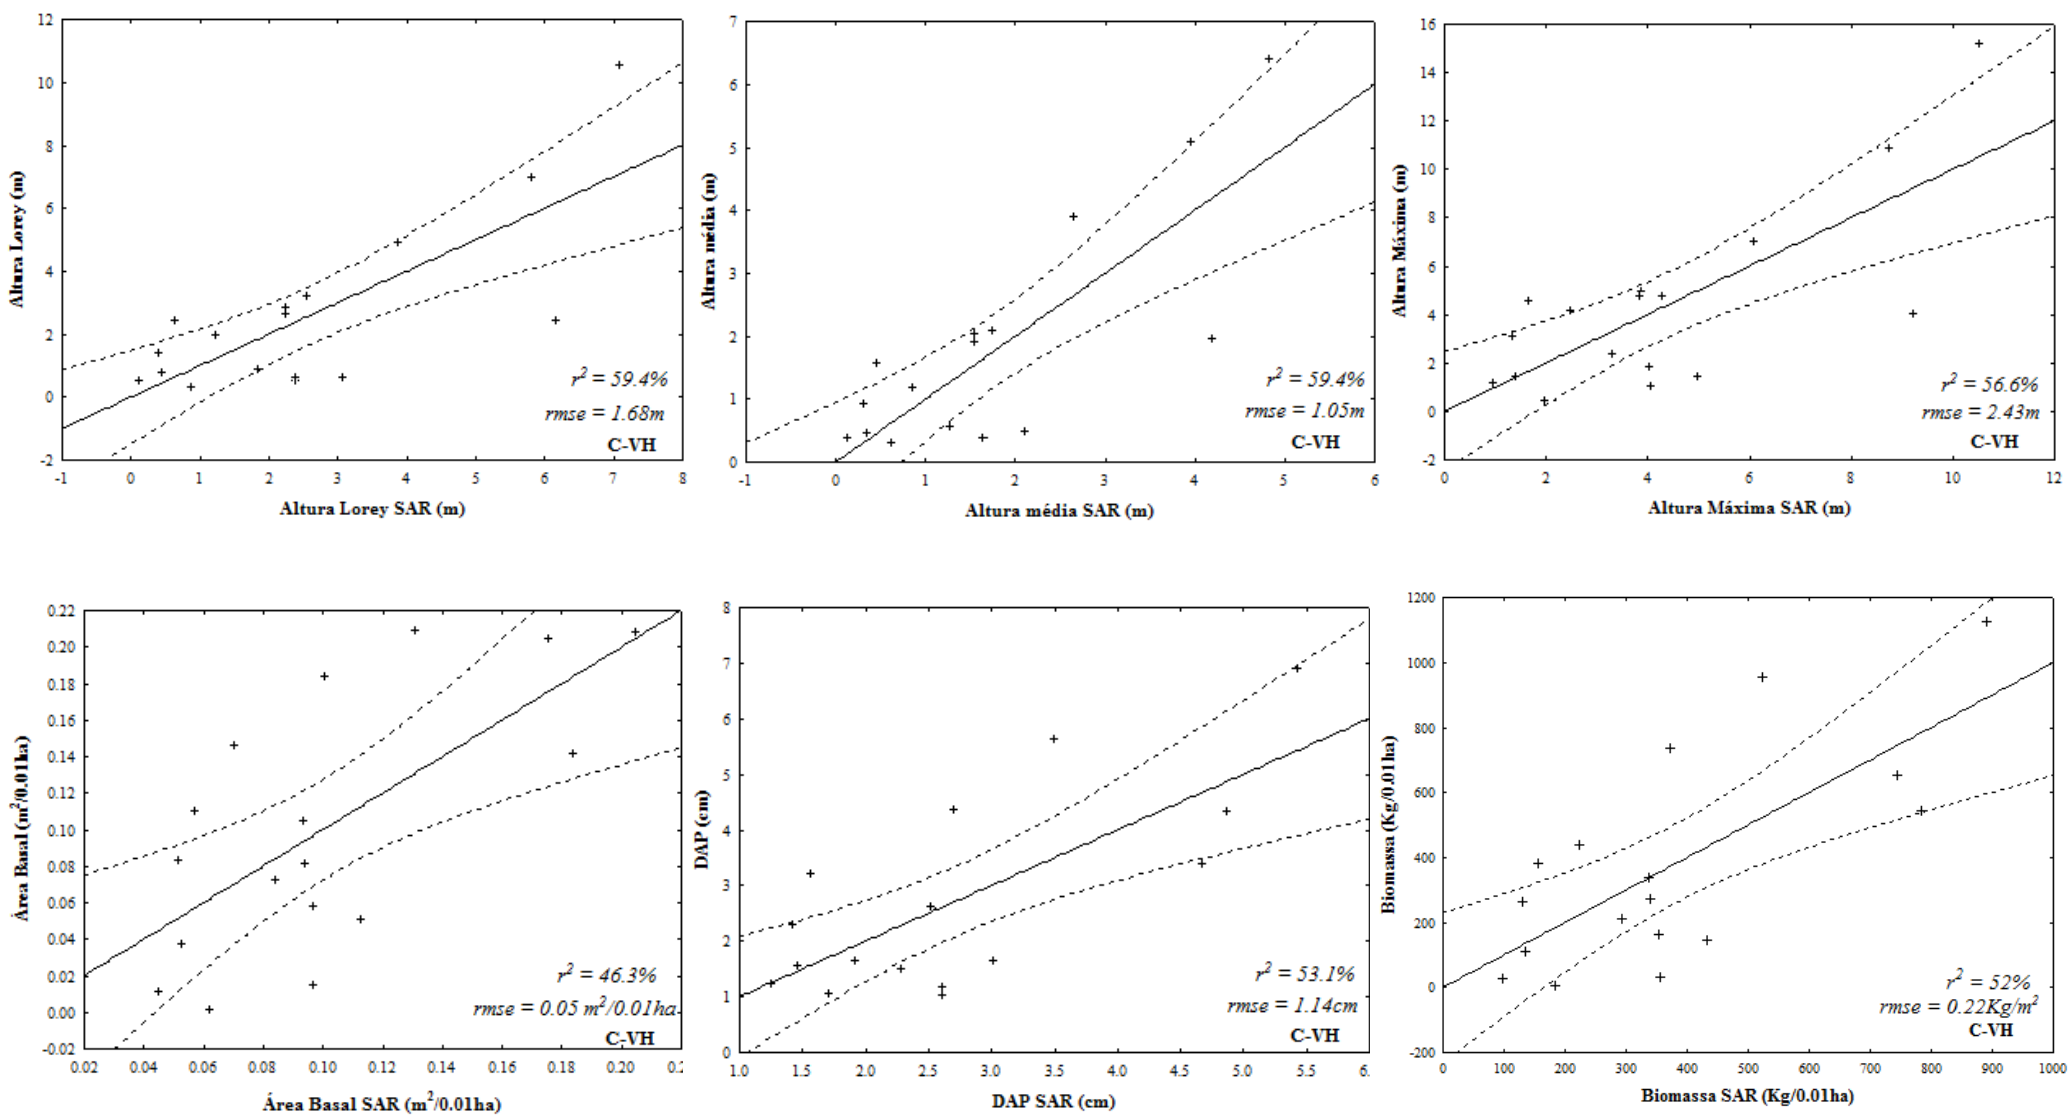 12
10
8
6
4
2
0
-2
Altura Lorey (m)
r² = 59.4%
rmse = 1.68m
C-VH
-1 0 1 2 3 4 5 6 7 8
Altura Lorey SAR (m)
7
6
5
4
3
2
1
0
Altura média (m)
r² = 59.4%
rmse = 1.05m
C-VH
-1 0 1 2 3 4 5 6
Altura média SAR (m)
16
14
12
10
8
6
4
2
0
-2
Altura Máxima (m)
r² = 56.6%
rmse = 2.43m
C-VH
0 2 4 6 8 10 12
Altura Máxima SAR (m)
0.22
0.20
0.18
0.16
0.14
0.12
0.10
0.08
0.06
0.04
0.02
0.00
-0.02
Área Basal (m²/0.01ha)
r² = 46.3%
rmse = 0.05 m²/0.01ha
C-VH
0.02 0.04 0.06 0.08 0.10 0.12 0.14 0.16 0.18 0.20
Área Basal SAR (m²/0.01ha)
8
7
6
5
4
3
2
1
0
DAP (cm)
r² = 53.1%
rmse = 1.14cm
C-VH
1.0 1.5 2.0 2.5 3.0 3.5 4.0 4.5 5.0 5.5 6.
DAP SAR (cm)
1200
1000
800
600
400
200
0
-200
Biomassa (Kg/0.01ha)
r² = 52%
rmse = 0.22Kg/m²
C-VH
0 100 200 300 400 500 600 700 800 900 1000
Biomassa SAR (Kg/0.01ha)